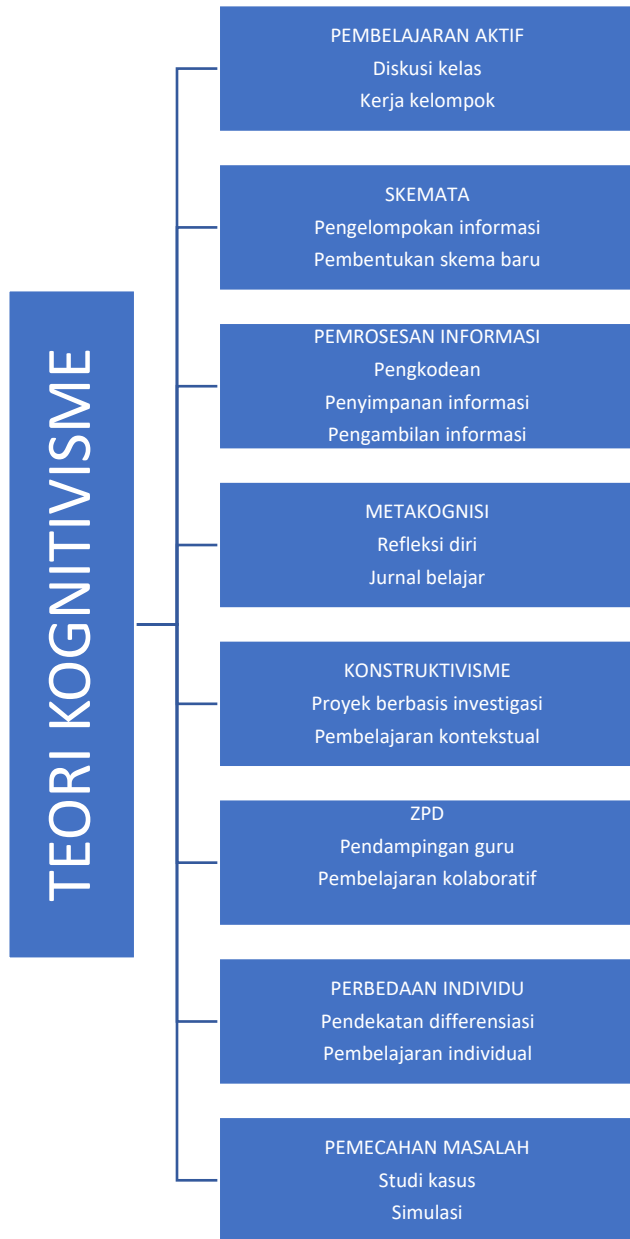 TEORI KOGNITIVISME
PEMBELAJARAN AKTIF
Diskusi kelas
Kerja kelompok
SKEMATA
Pengelompokan informasi
Pembentukan skema baru
PEMROSESAN INFORMASI
Pengkodean
Penyimpanan informasi
Pengambilan informasi
METAKOGNISI
Refleksi diri
Jurnal belajar
KONSTRUKTIVISME
Proyek berbasis investigasi
Pembelajaran kontekstual
ZPD
Pendampingan guru
Pembelajaran kolaboratif
PERBEDAAN INDIVIDU
Pendekatan differensiasi
Pembelajaran individual
PEMECAHAN MASALAH
Studi kasus
Simulasi